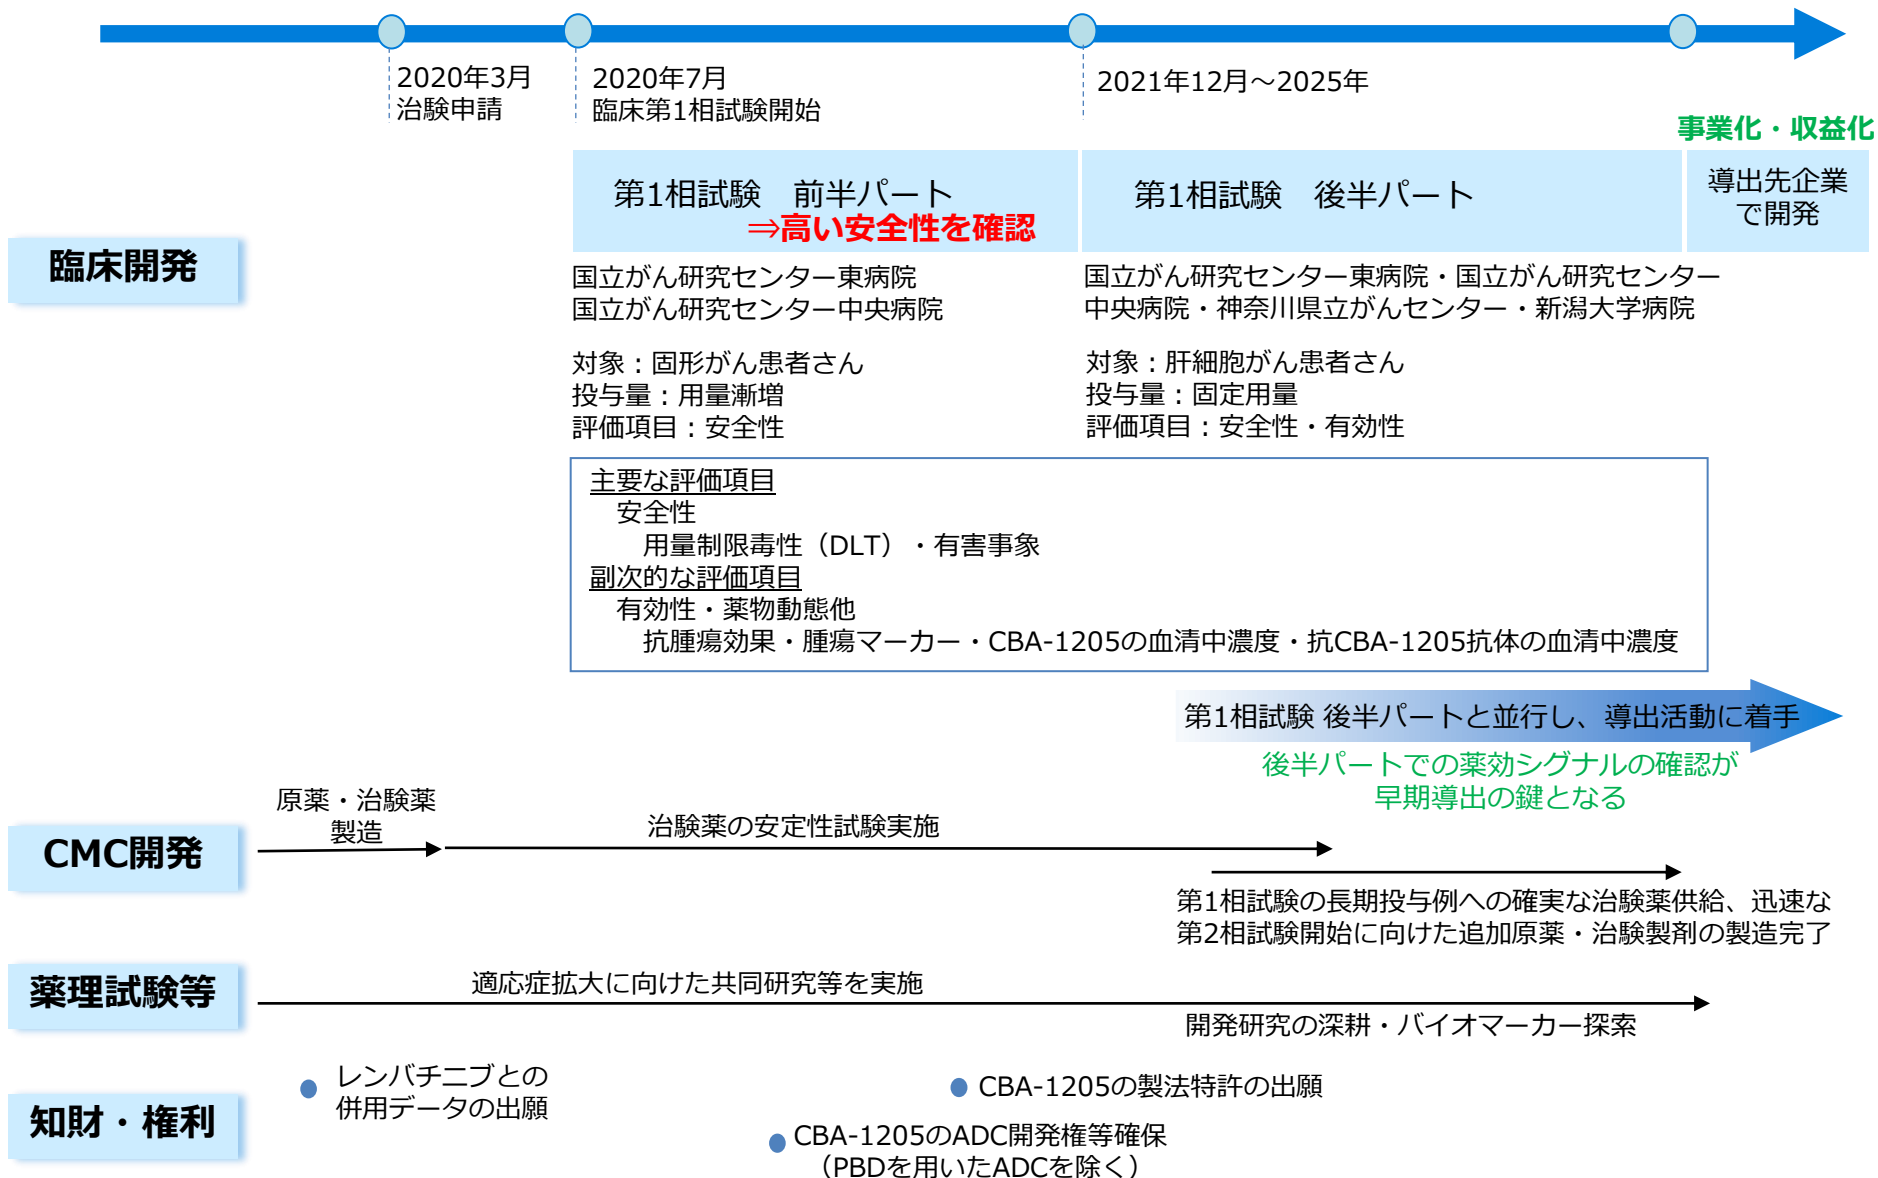 2020年3月
治験申請
2020年7月
臨床第1相試験開始
2021年12月～2025年
事業化・収益化
臨床開発
第1相試験　前半パート
⇒高い安全性を確認
第1相試験　後半パート
導出先企業
で開発
国立がん研究センター東病院
国立がん研究センター中央病院
国立がん研究センター東病院・国立がん研究センター
中央病院・神奈川県立がんセンター・新潟大学病院
対象：固形がん患者さん
投与量：用量漸増
評価項目：安全性
対象：肝細胞がん患者さん
投与量：固定用量
評価項目：安全性・有効性
主要な評価項目
安全性
用量制限毒性（DLT）・有害事象
副次的な評価項目
有効性・薬物動態他
抗腫瘍効果・腫瘍マーカー・CBA-1205の血清中濃度・抗CBA-1205抗体の血清中濃度
第1相試験 後半パートと並行し、導出活動に着手
後半パートでの薬効シグナルの確認が
早期導出の鍵となる
CMC開発
原薬・治験薬
製造
治験薬の安定性試験実施
第1相試験の長期投与例への確実な治験薬供給、迅速な
第2相試験開始に向けた追加原薬・治験製剤の製造完了
薬理試験等
適応症拡大に向けた共同研究等を実施
開発研究の深耕・バイオマーカー探索
知財・権利
レンバチニブとの
併用データの出願
CBA-1205の製法特許の出願
CBA-1205のADC開発権等確保
（PBDを用いたADCを除く）